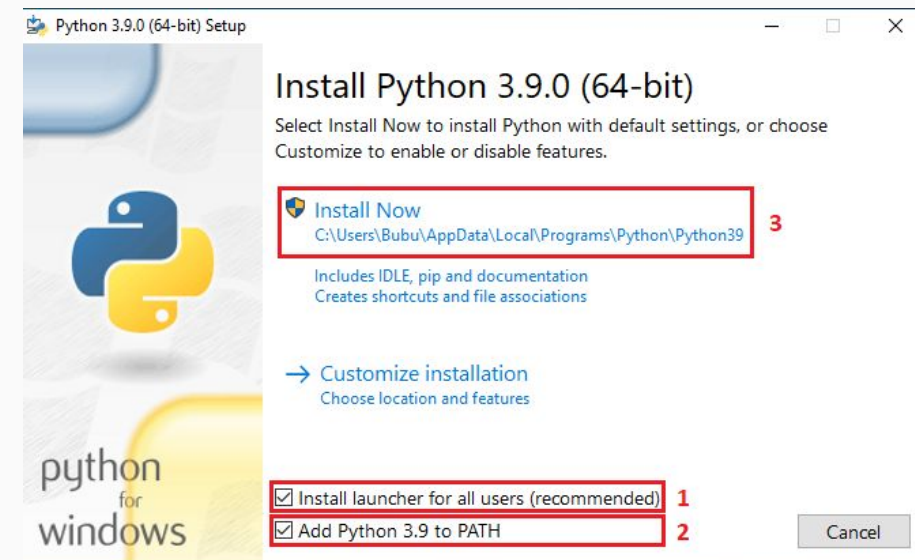 Python 3.9.0 (64-bit) Setup
Install Python 3.9.0 (64-bit)
Select Install Now to install Python with default settings, or choose
Customize to enable or disable features.
Install Now
C:\Users\Bubu\AppData\Local\Programs\Python\Python39
3
Includes IDLE, pip and documentation
Creates shortcuts and file associations
Customize installation
Choose location and features
Install launcher for all users (recommended)
1
Add Python 3.9 to PATH
2
Cancel
python
for
windows